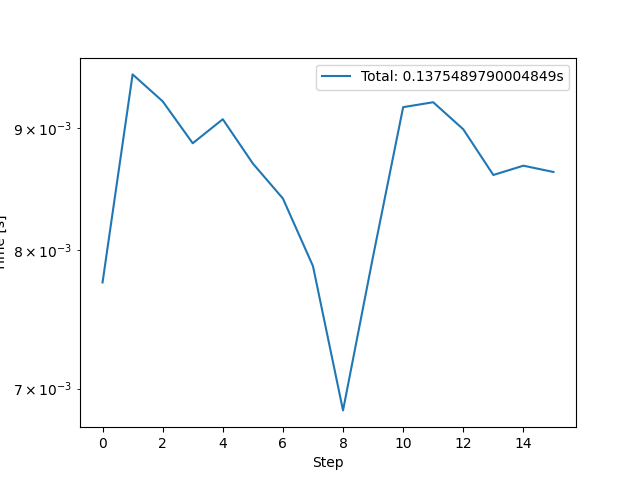 Total: 0.1375489790004849s
9 × 10⁻³
8 × 10⁻³
7 × 10⁻³
[s]
0 2 4 6 8 10 12 14
Step